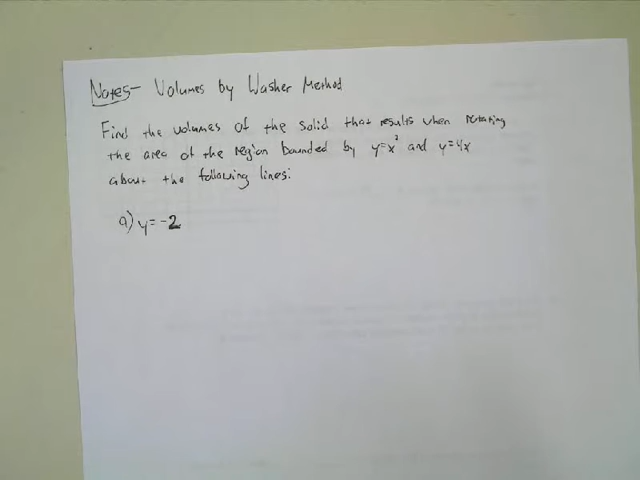 Notes- Volumes by Washer Method
Find the volumes of the solid that results when rotating
the area of the region bounded by y=x² and y=4x
about the following lines:
a) y=-2